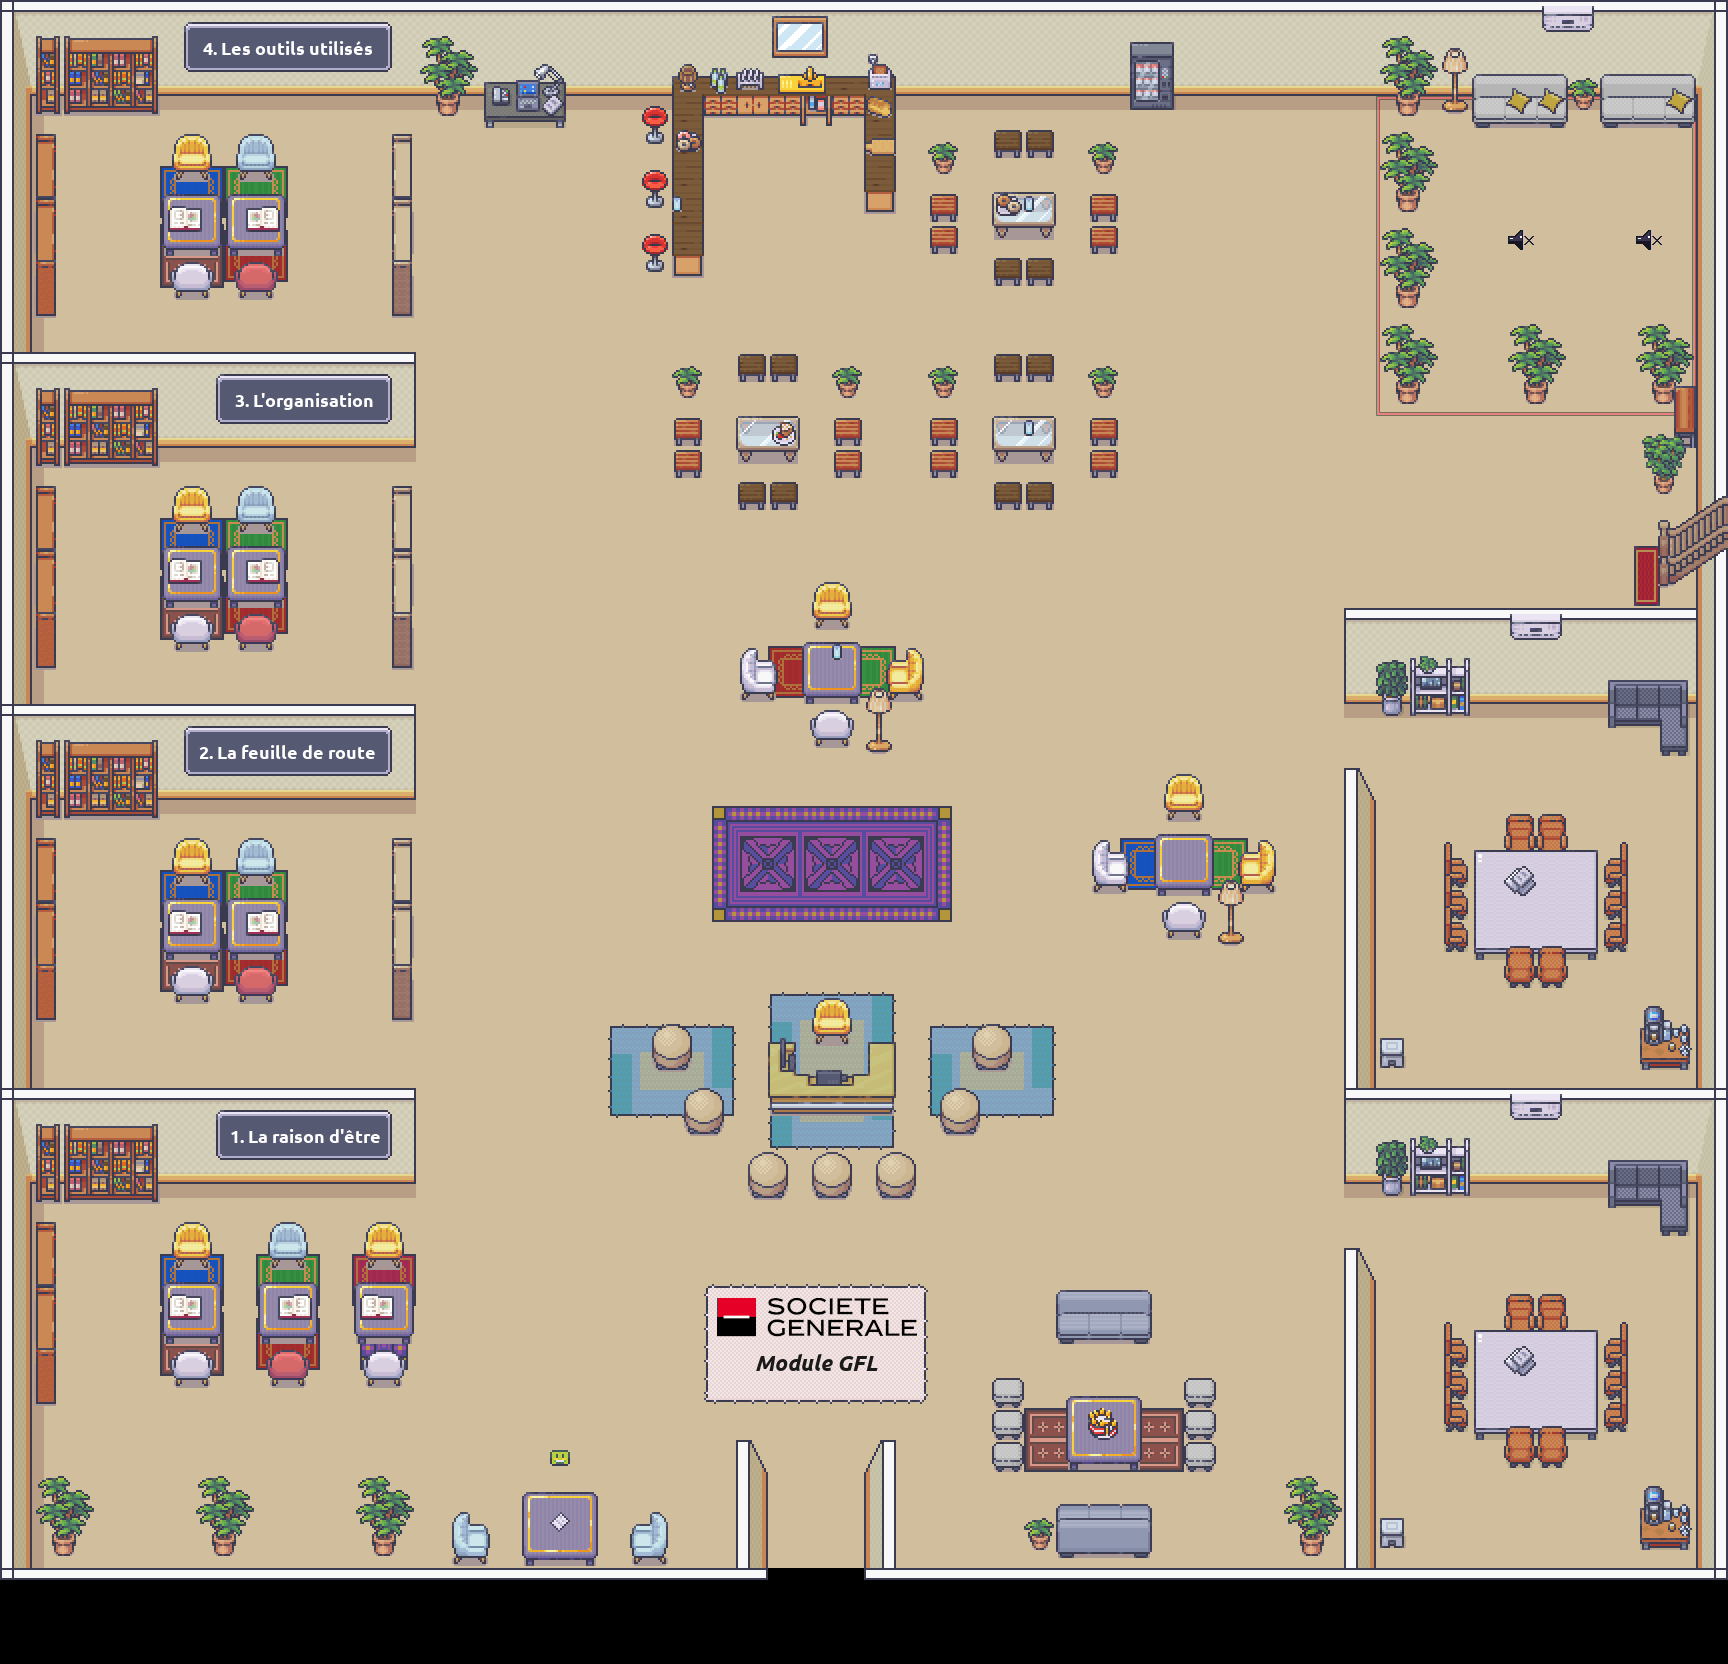 4. Les outils utilisés
3. L'organisation
2. La feuille de route
1. La raison d'être
SOCIETE
GENERALE
Module GFL